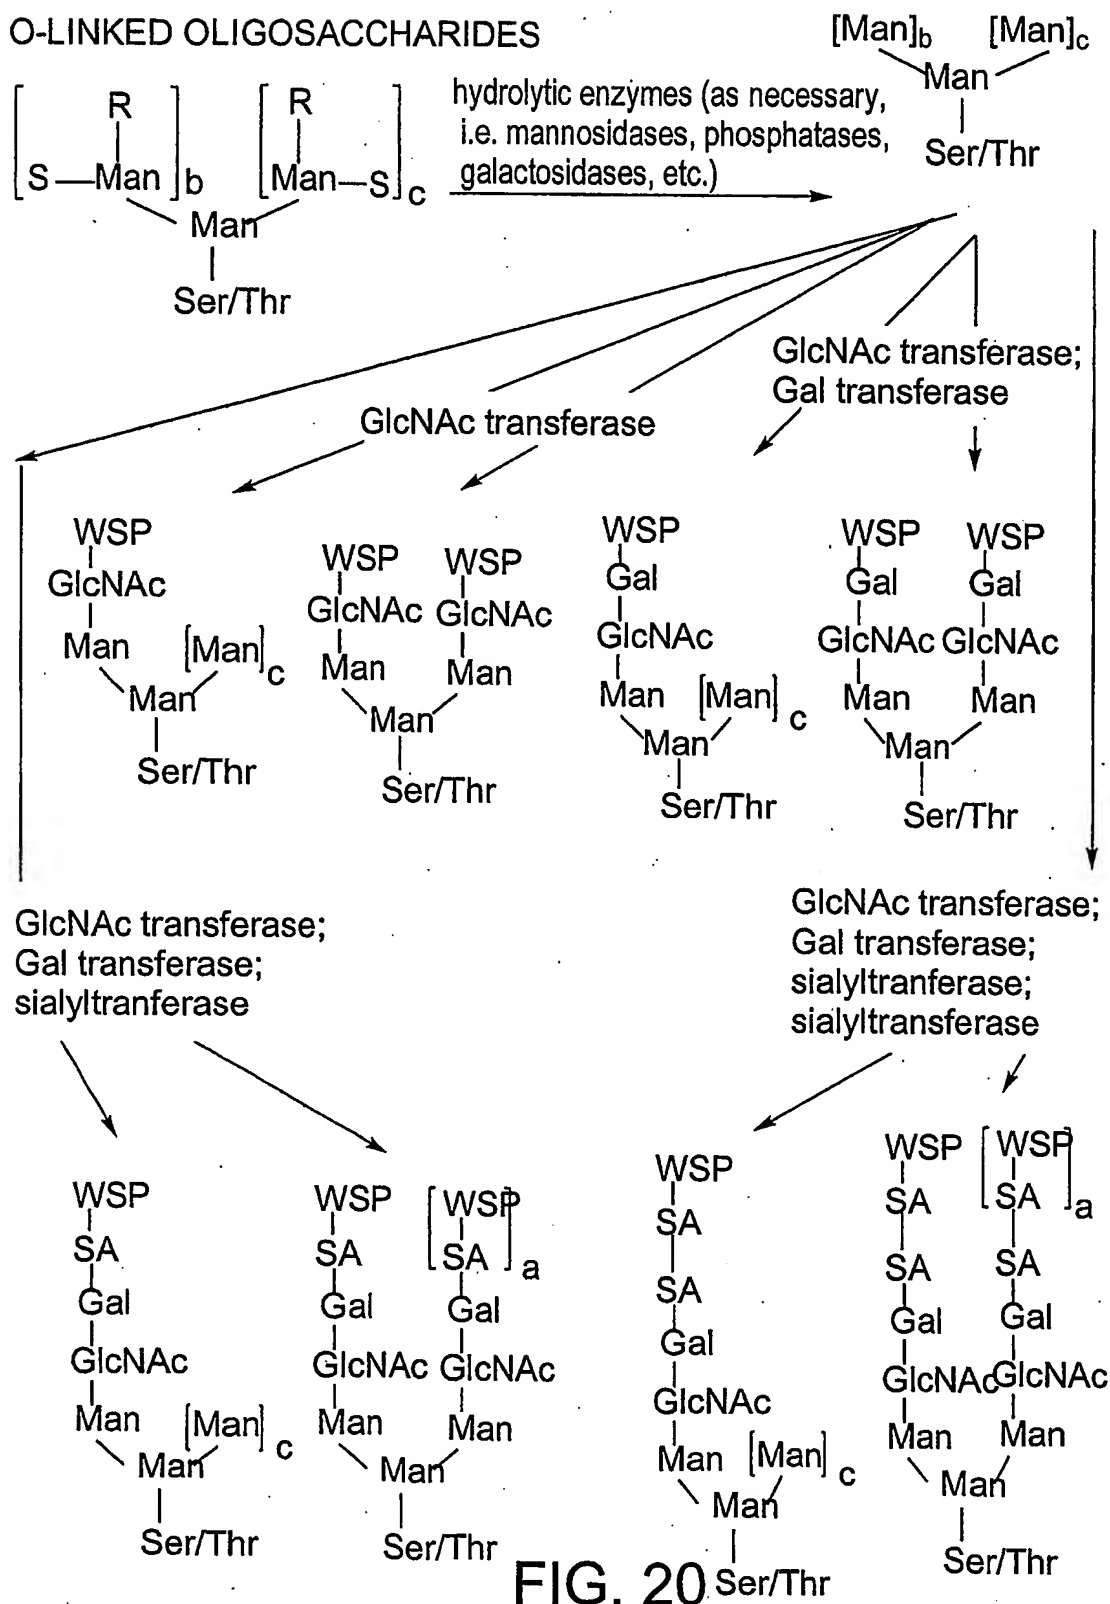 O-LINKED OLIGOSACCHARIDES
[Man]b [Man]c
Man
Ser/Thr
[ R ]b [ R ]c
S—Man Man—S
Man
Ser/Thr
hydrolytic enzymes (as necessary,
i.e. mannosidases, phosphatases,
galactosidases, etc.)
GlcNAc transferase
GlcNAc transferase;
Gal transferase
WSP
GlcNAc
Man [Man]c
Man
Ser/Thr
WSP WSP
GlcNAc GlcNAc
Man Man
Man
Ser/Thr
WSP
Gal
GlcNAc
Man [Man]c
Man
Ser/Thr
WSP WSP
Gal Gal
GlcNAc GlcNAc
Man Man
Man
Ser/Thr
GlcNAc transferase;
Gal transferase;
sialyltranferase
GlcNAc transferase;
Gal transferase;
sialyltranferase;
sialyltransferase
WSP
SA
Gal
GlcNAc
Man [Man]c
Man
Ser/Thr
WSP [WSP
SA SA]a
Gal Gal
GlcNAc GlcNAc
Man Man
Man
Ser/Thr
WSP
SA
SA
Gal
GlcNAc
Man [Man]c
Man
Ser/Thr
WSP [WSP
SA SA]a
SA SA
Gal Gal
GlcNAc GlcNAc
Man Man
Man
Ser/Thr
FIG. 20